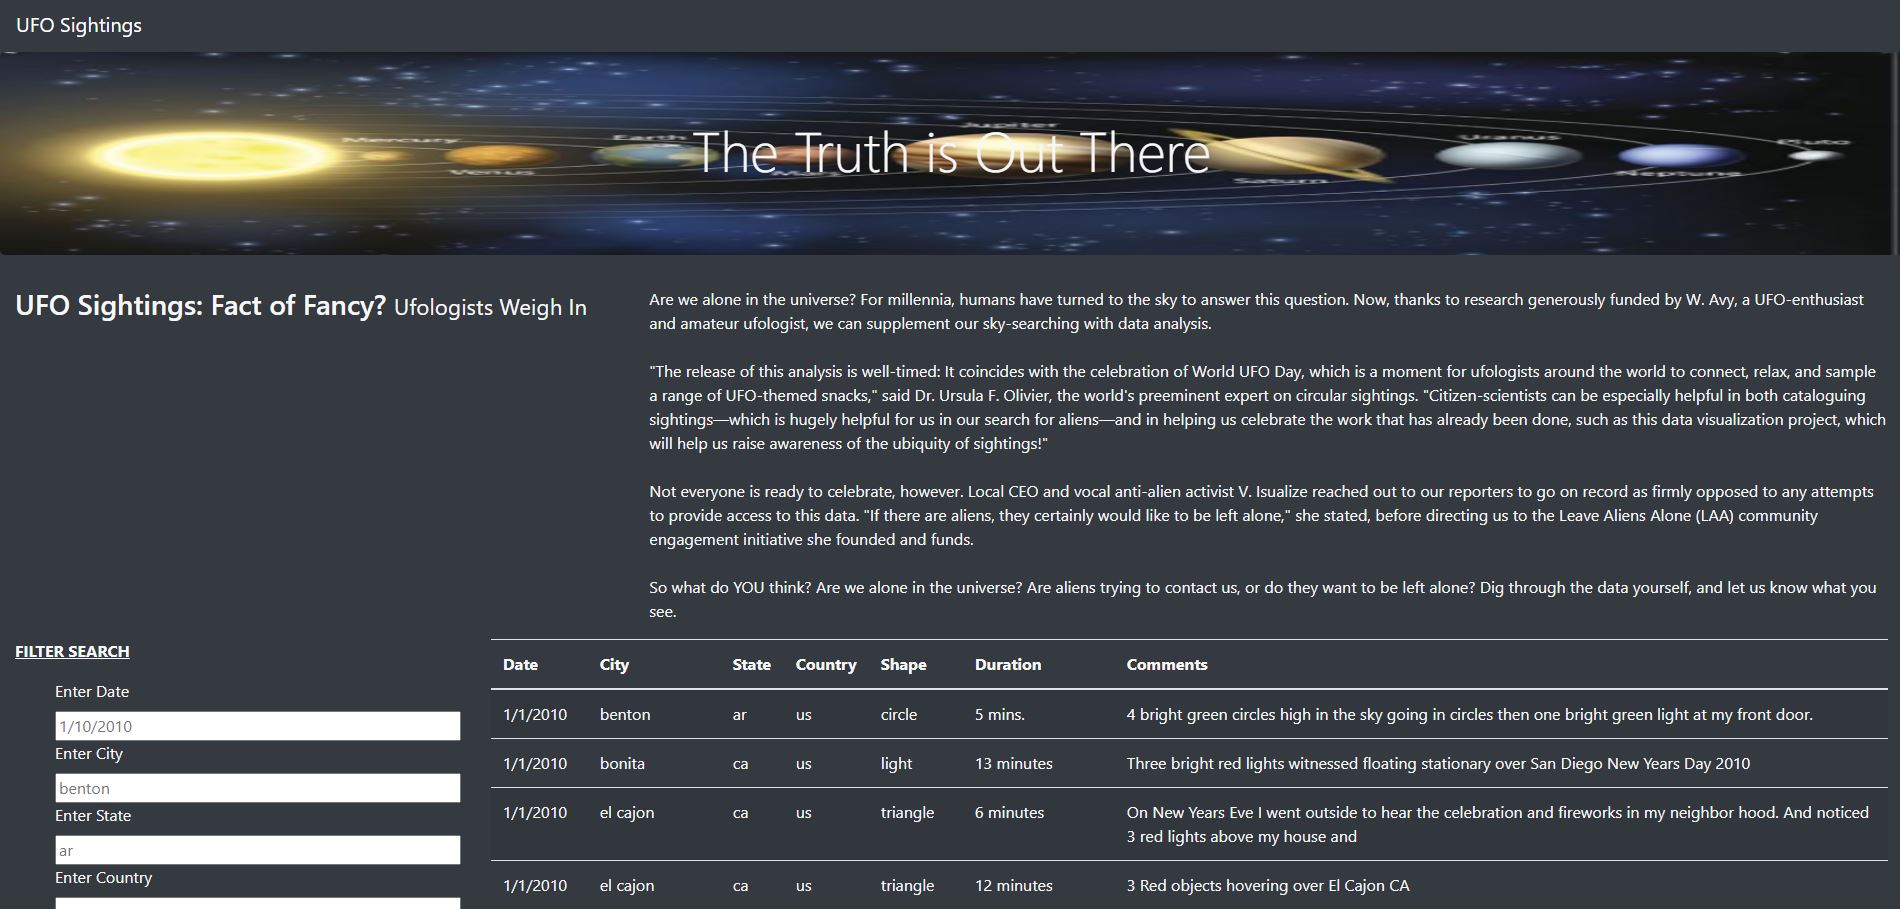 UFO Sightings
Mercury
Venus
Earth
Mars
Jupiter
Saturn
Uranus
Neptune
Pluto
The Truth is Out There
UFO Sightings: Fact of Fancy? Ufologists Weigh In
Are we alone in the universe? For millennia, humans have turned to the sky to answer this question. Now, thanks to research generously funded by W. Avy, a UFO-enthusiast
and amateur ufologist, we can supplement our sky-searching with data analysis.
"The release of this analysis is well-timed: It coincides with the celebration of World UFO Day, which is a moment for ufologists around the world to connect, relax, and sample
a range of UFO-themed snacks," said Dr. Ursula F. Olivier, the world's preeminent expert on circular sightings. "Citizen-scientists can be especially helpful in both cataloguing
sightings—which is hugely helpful for us in our search for aliens—and in helping us celebrate the work that has already been done, such as this data visualization project, which
will help us raise awareness of the ubiquity of sightings!"
Not everyone is ready to celebrate, however. Local CEO and vocal anti-alien activist V. Isualize reached out to our reporters to go on record as firmly opposed to any attempts
to provide access to this data. "If there are aliens, they certainly would like to be left alone," she stated, before directing us to the Leave Aliens Alone (LAA) community
engagement initiative she founded and funds.
So what do YOU think? Are we alone in the universe? Are aliens trying to contact us, or do they want to be left alone? Dig through the data yourself, and let us know what you
see.
FILTER SEARCH
Enter Date
1/10/2010
Enter City
benton
Enter State
ar
Enter Country
Date City State Country Shape Duration Comments
1/1/2010 benton ar us circle 5 mins. 4 bright green circles high in the sky going in circles then one bright green light at my front door.
1/1/2010 bonita ca us light 13 minutes Three bright red lights witnessed floating stationary over San Diego New Years Day 2010
1/1/2010 el cajon ca us triangle 6 minutes On New Years Eve I went outside to hear the celebration and fireworks in my neighbor hood. And noticed
3 red lights above my house and
1/1/2010 el cajon ca us triangle 12 minutes 3 Red objects hovering over El Cajon CA